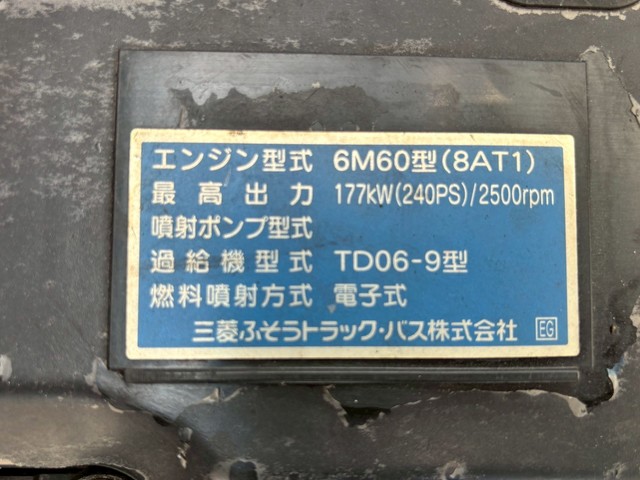 エンジン型式 6M60型(8AT1)
最高出力 177kW(240PS)/2500rpm
噴射ポンプ型式
過給機型式 TD06-9型
燃料噴射方式 電子式
三菱ふそうトラック・バス株式会社 EG